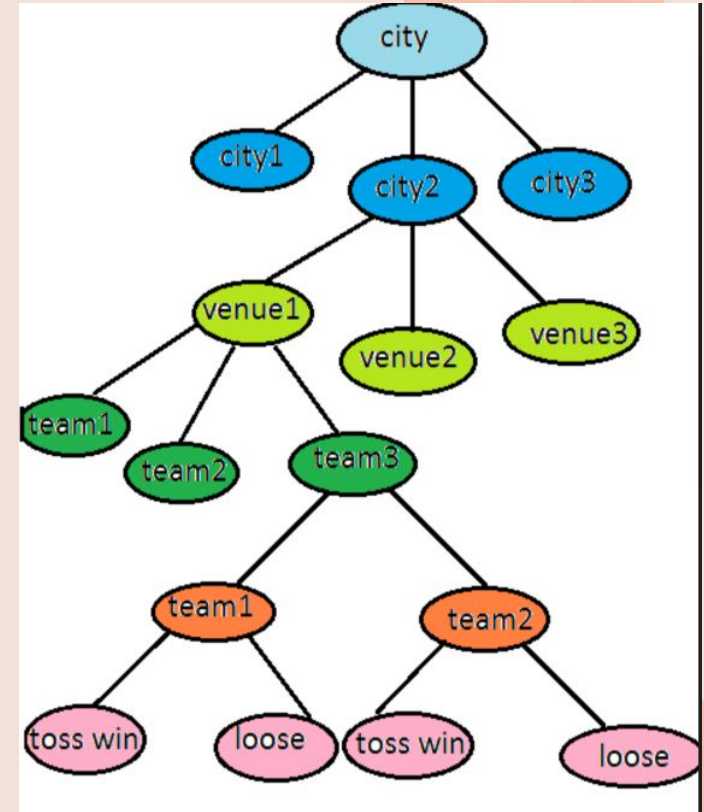 city
city1
city2
city3
venue1
venue2
venue3
team1
team2
team3
team1
team2
toss win
loose
toss win
loose